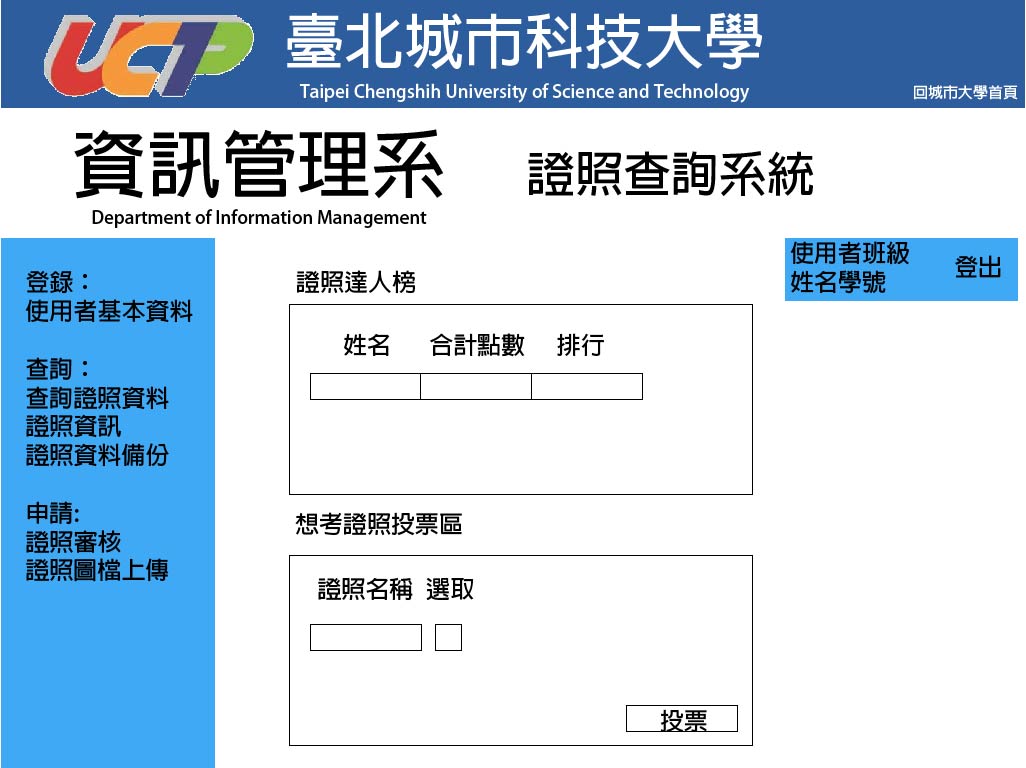 UCTP
臺北城市科技大學
Taipei Chengshih University of Science and Technology
回城市大學首頁
資訊管理系
Department of Information Management
證照查詢系統
使用者班級
姓名學號
登出
登錄：
使用者基本資料
查詢：
查詢證照資料
證照資訊
證照資料備份
申請:
證照審核
證照圖檔上傳
證照達人榜
姓名 合計點數 排行
想考證照投票區
證照名稱 選取
投票